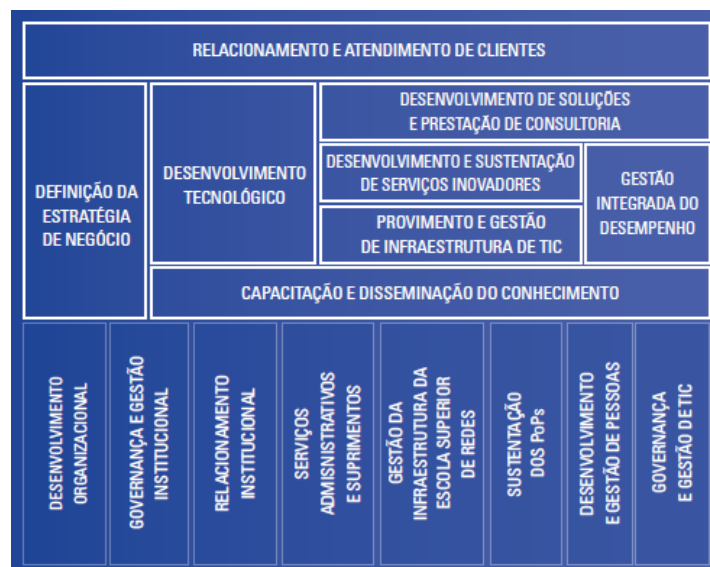 RELACIONAMENTO E ATENDIMENTO DE CLIENTES
DEFINIÇÃO DA
ESTRATÉGIA
DE NEGÓCIO
DESENVOLVIMENTO
TECNOLÓGICO
DESENVOLVIMENTO DE SOLUÇÕES
E PRESTAÇÃO DE CONSULTORIA
DESENVOLVIMENTO E SUSTENTAÇÃO
DE SERVIÇOS INOVADORES
PROVIMENTO E GESTÃO
DE INFRAESTRUTURA DE TIC
GESTÃO
INTEGRADA DO
DESEMPENHO
CAPACITAÇÃO E DISSEMINAÇÃO DO CONHECIMENTO
DESENVOLVIMENTO
ORGANIZACIONAL
GOVERNANÇA E GESTÃO
INSTITUCIONAL
RELACIONAMENTO
INSTITUCIONAL
SERVIÇOS
ADMISNISTRATIVOS
E SUPRIMENTOS
GESTÃO DA
INFRAESTRUTURA DA
ESCOLA SUPERIOR
DE REDES
SUSTENTAÇÃO
DOS PoPs
DESENVOLVIMENTO
E GESTÃO DE PESSOAS
GOVERNANÇA
E GESTÃO DE TIC